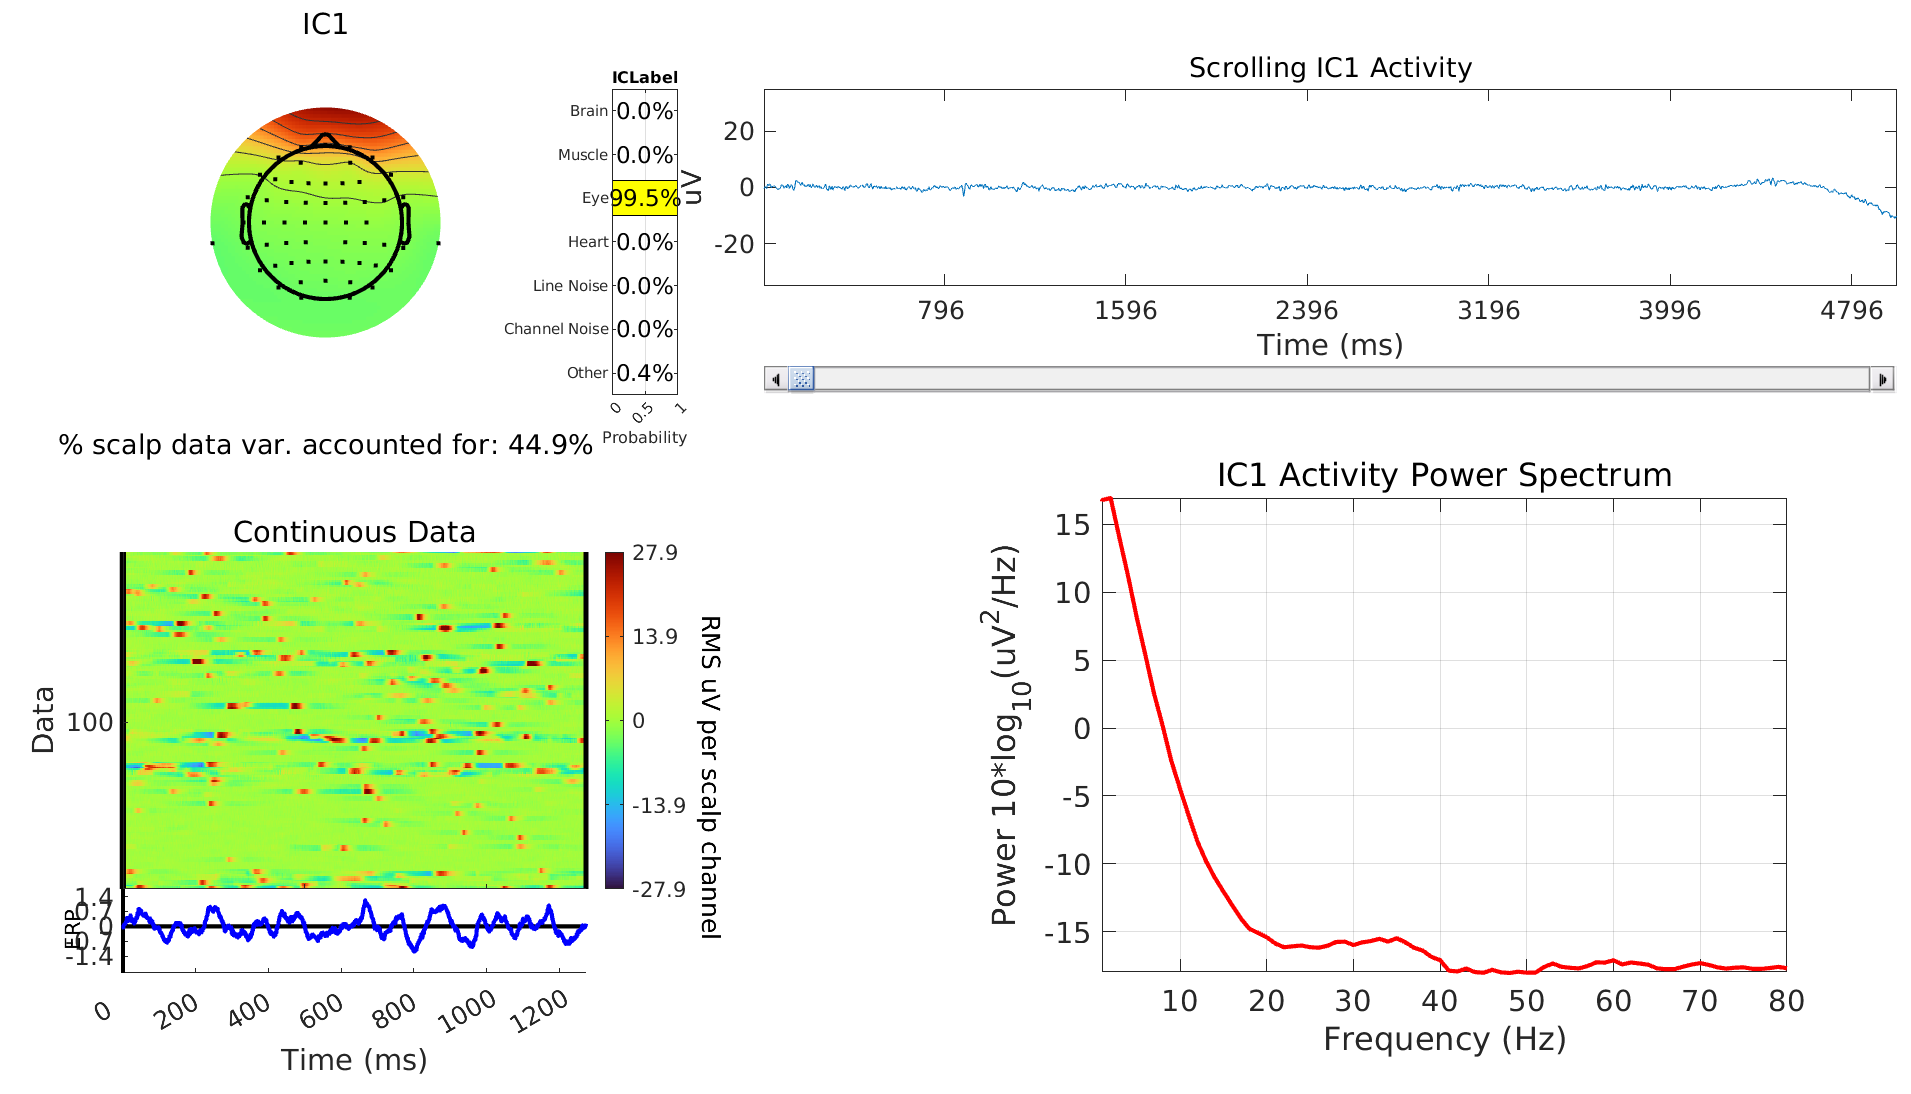 IC1
ICLabel
Brain 0.0%
Muscle 0.0%
Eye 99.5%
Heart 0.0%
Line Noise 0.0%
Channel Noise 0.0%
Other 0.4%
0 0.5 1
Probability
% scalp data var. accounted for: 44.9%
Scrolling IC1 Activity
uV
20
0
-20
796 1596 2396 3196 3996 4796
Time (ms)
Continuous Data
Data
100
27.9
13.9
0
-13.9
-27.9
RMS uV per scalp channel
ERP
1.4
0.7
0
-0.7
-1.4
0 200 400 600 800 1000 1200
Time (ms)
IC1 Activity Power Spectrum
Power 10*log10(uV2/Hz)
15
10
5
0
-5
-10
-15
10 20 30 40 50 60 70 80
Frequency (Hz)